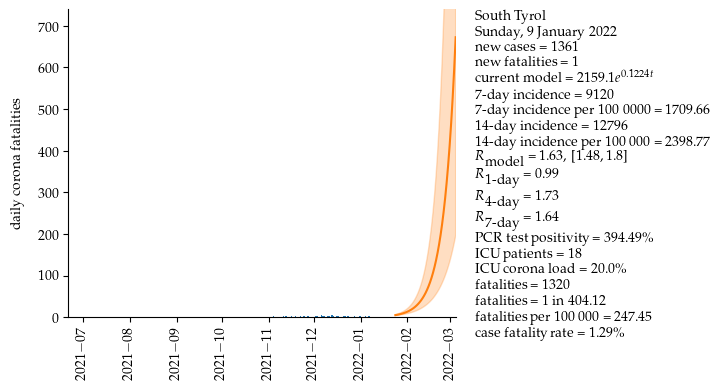 South Tyrol
Sunday, 9 January 2022
new cases = 1361
new fatalities = 1
current model = 2159.1e^0.1224t
7-day incidence = 9120
7-day incidence per 100 0000 = 1709.66
14-day incidence = 12796
14-day incidence per 100 000 = 2398.77
R_model = 1.63, [1.48, 1.8]
R_1-day = 0.99
R_4-day = 1.73
R_7-day = 1.64
PCR test positivity = 394.49%
ICU patients = 18
ICU corona load = 20.0%
fatalities = 1320
fatalities = 1 in 404.12
fatalities per 100 000 = 247.45
case fatality rate = 1.29%
daily corona fatalities
700
600
500
400
300
200
100
0
2021−07
2021−08
2021−09
2021−10
2021−11
2021−12
2022−01
2022−02
2022−03